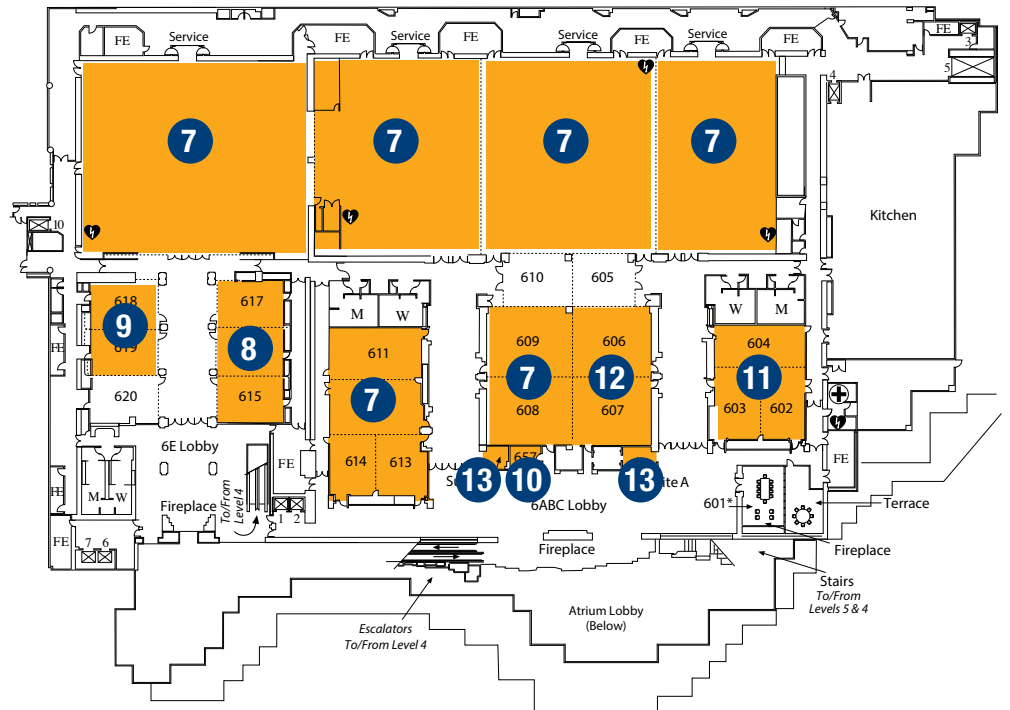 FE
Service
FE
Service
FE
Service
FE
Service
FE
FE
3
5
4
7
7
7
7
Kitchen
10
610
605
618
617
M
W
W
M
9
8
619
609
606
611
604
620
615
7
7
12
11
608
607
603
602
FE
FE
6E Lobby
614
613
FE
FE
657
13
10
13
ite A
M
W
Fireplace
To/From
Level 4
1
2
6ABC Lobby
601*
Terrace
FE
7
6
Fireplace
Fireplace
Stairs
To/From
Levels 5 & 4
Atrium Lobby
(Below)
Escalators
To/From Level 4